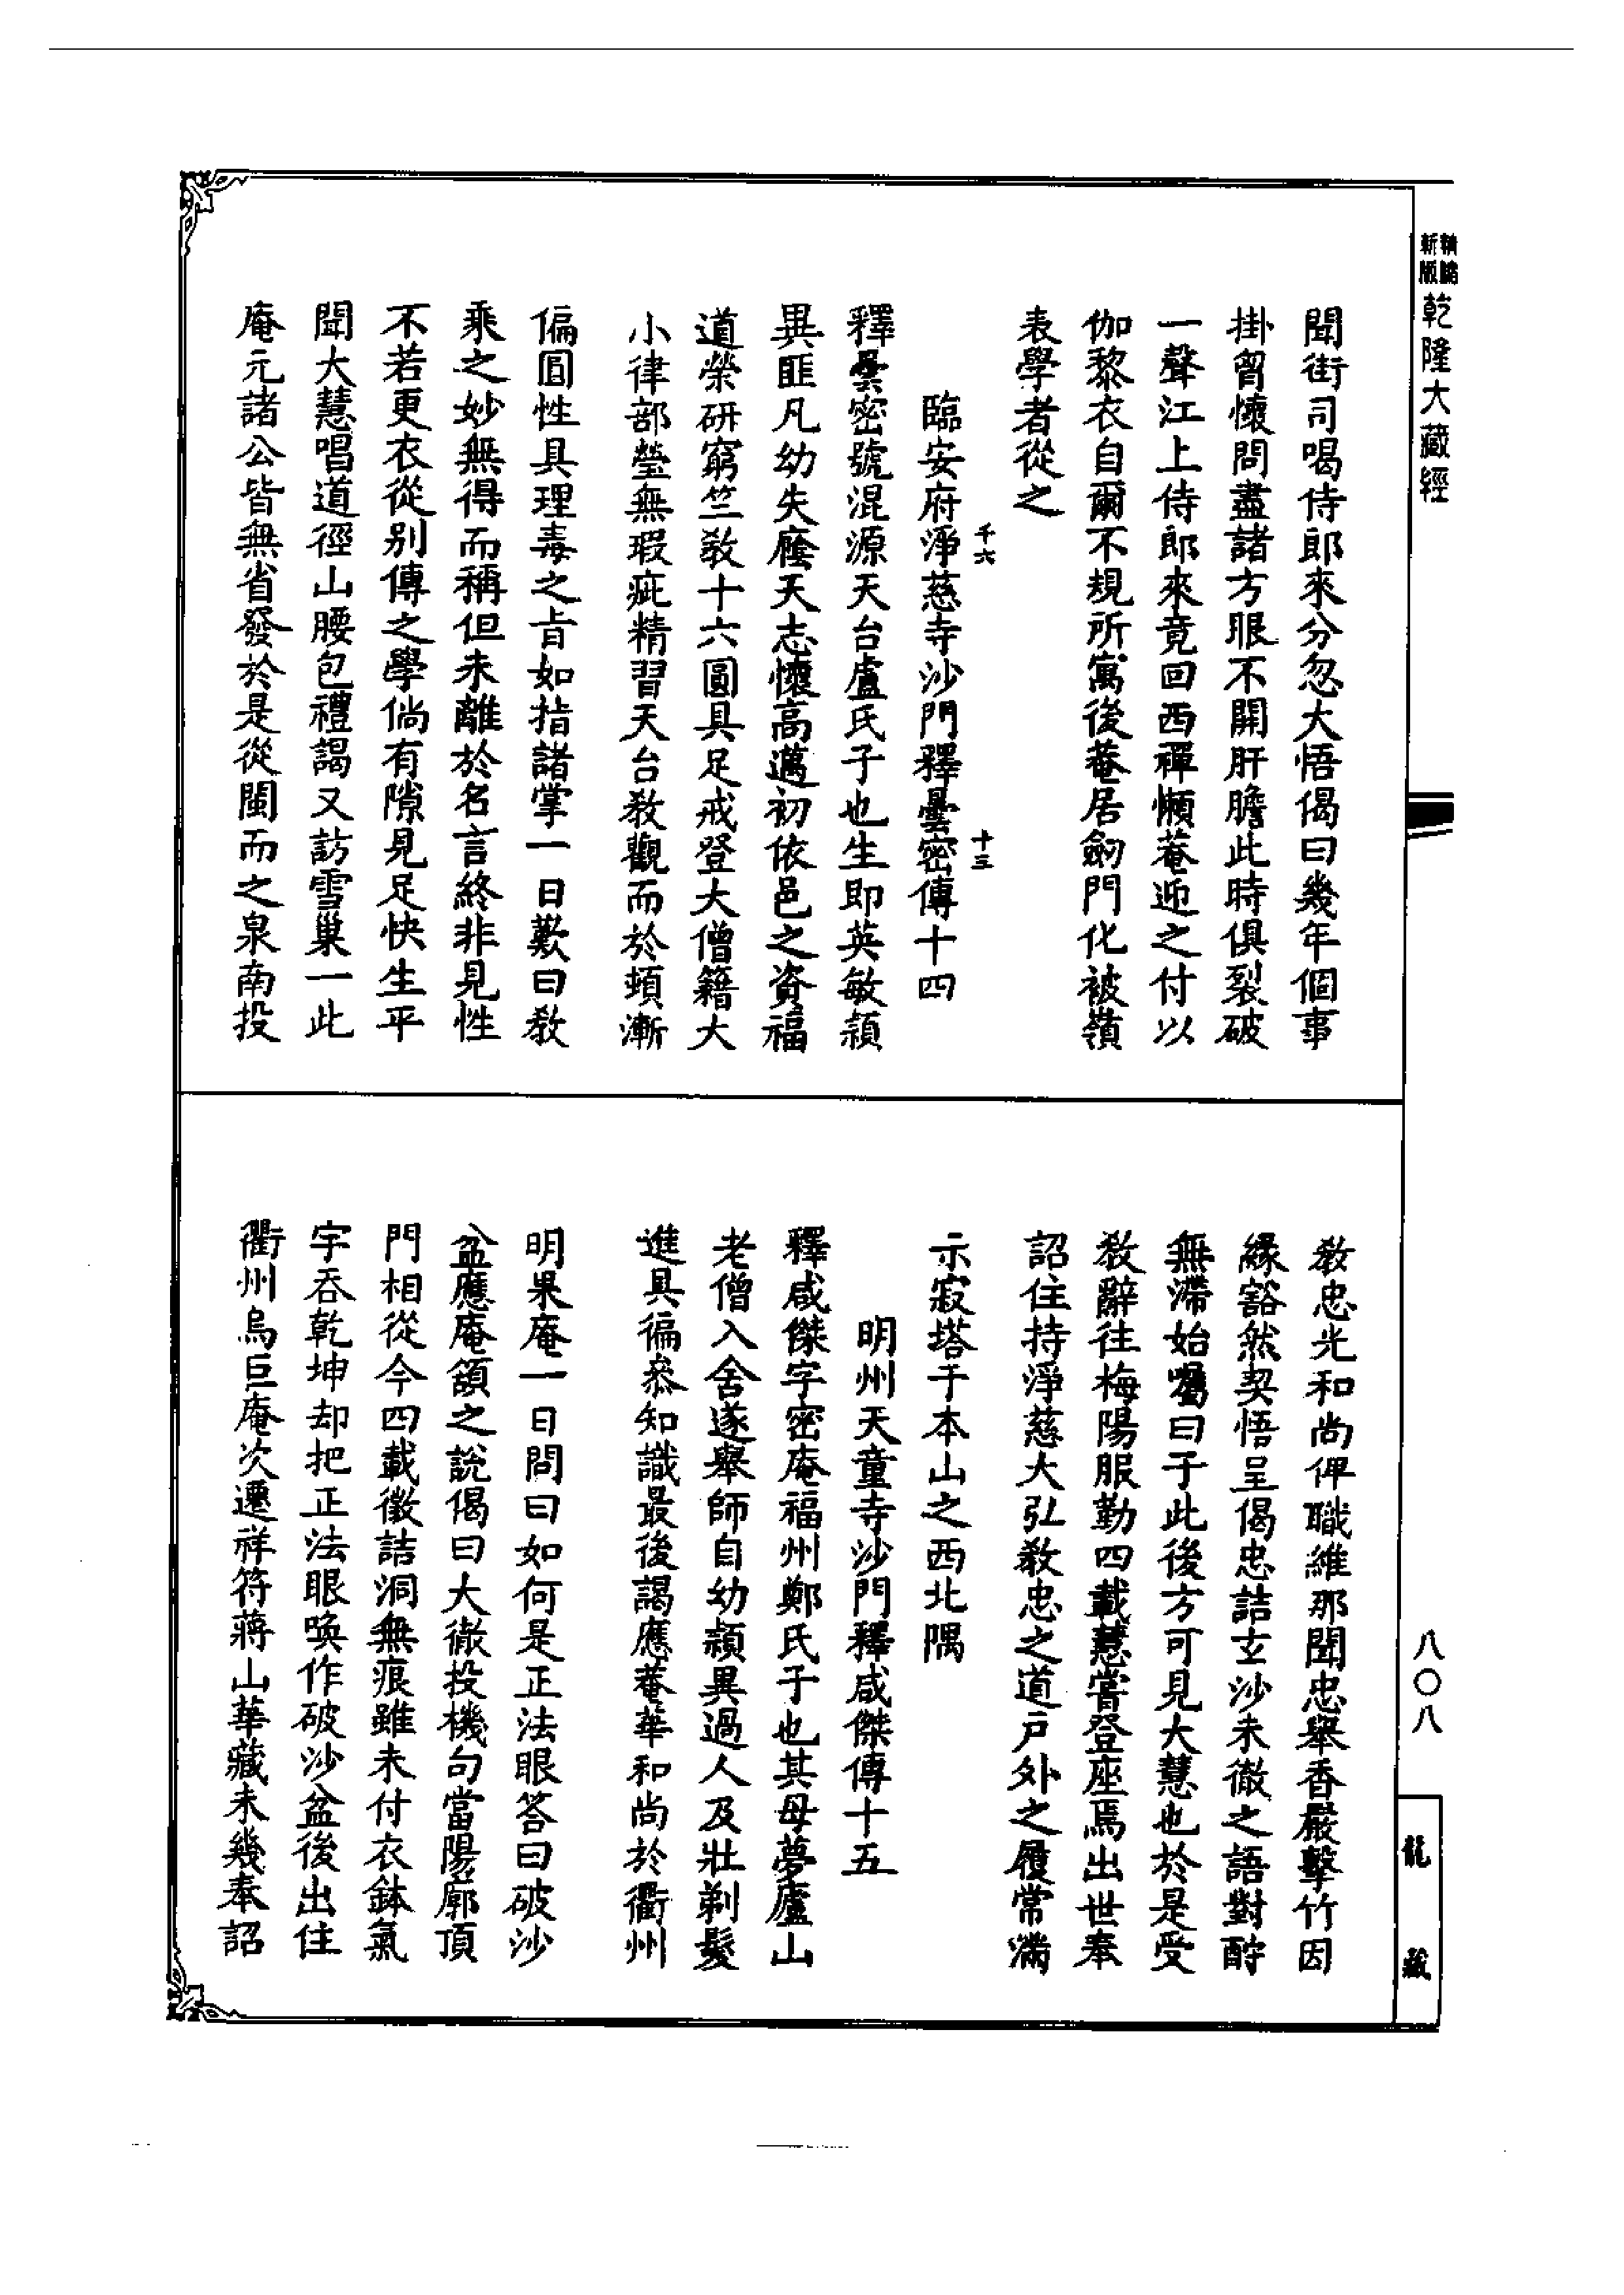 精縮
新版
乾隆大藏經
聞街司喝侍郎來分忽大悟偈曰幾年個事
掛胷懷問盡諸方眼不開肝膽此時俱裂破
一聲江上侍郎來竟回西禪懶菴迎之付以
伽黎衣自爾不規所寓後菴居劒門化被嶺
表學者從之
臨安府淨慈寺沙門釋曇密傳十四
千六
十三
釋曇密號混源天台盧氏子也生即英敏穎
異匪凡幼失廕天志懷高邁初依邑之資福
道榮研窮竺教十六圓具足戒登大僧籍大
小律部瑩無瑕疵精習天台教觀而於頓漸
偏圓性具理毒之旨如指諸掌一日歎曰教
乘之妙無得而稱但未離於名言終非見性
不若更衣從別傳之學倘有隙見足快生平
聞大慧唱道徑山腰包禮謁又訪雪巢一此
庵元諸公皆無省發於是從閩而之泉南投
教忠光和尚俾職維那聞忠舉香嚴擊竹因
緣豁然契悟呈偈忠詰玄沙未徹之語對酧
無滯始囑曰子此後方可見大慧也於是受
教辭往梅陽服勤四載慧嘗登座焉出世奉
詔住持淨慈大弘教忠之道戶外之履常滿
示寂塔于本山之西北隅
明州天童寺沙門釋咸傑傳十五
釋咸傑字密庵福州鄭氏子也其母夢廬山
老僧入舍遂舉師自幼穎異過人及壯剃髮
進具徧叅知識最後謁應菴華和尚於衢州
明果庵一日問曰如何是正法眼答曰破沙
盆應庵頷之說偈曰大徹投機句當陽廓頂
門相從今四載徵詰洞無痕雖未付衣鉢氣
宇吞乾坤却把正法眼喚作破沙盆後出住
衢州烏巨庵次遷祥符蔣山華藏未幾奉詔
八〇八
龍藏